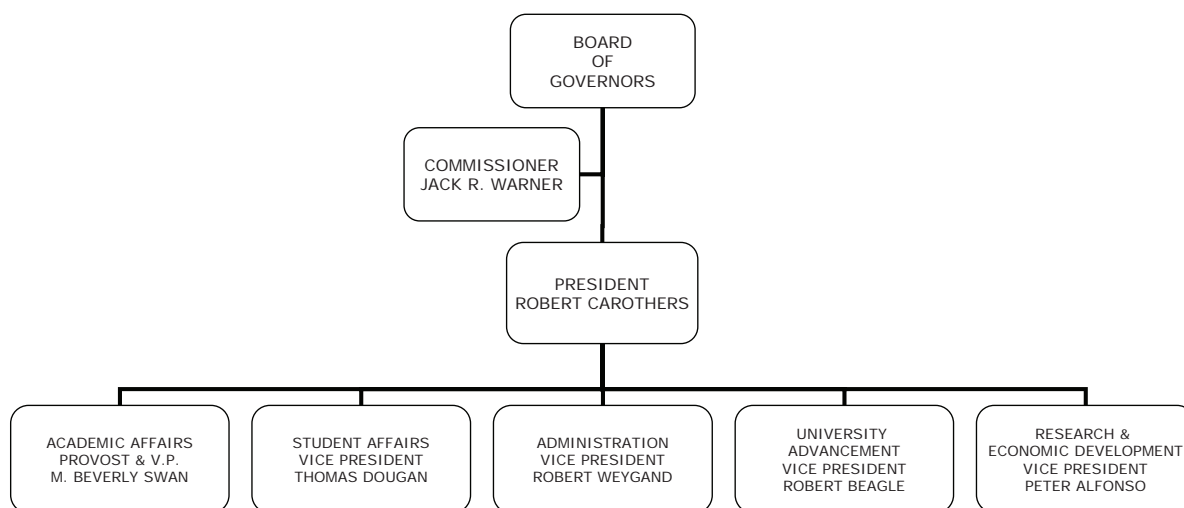 BOARD
OF
GOVERNORS
COMMISSIONER
JACK R. WARNER
PRESIDENT
ROBERT CAROTHERS
ACADEMIC AFFAIRS
PROVOST & V.P.
M. BEVERLY SWAN
STUDENT AFFAIRS
VICE PRESIDENT
THOMAS DOUGAN
ADMINISTRATION
VICE PRESIDENT
ROBERT WEYGAND
UNIVERSITY
ADVANCEMENT
VICE PRESIDENT
ROBERT BEAGLE
RESEARCH &
ECONOMIC DEVELOPMENT
VICE PRESIDENT
PETER ALFONSO